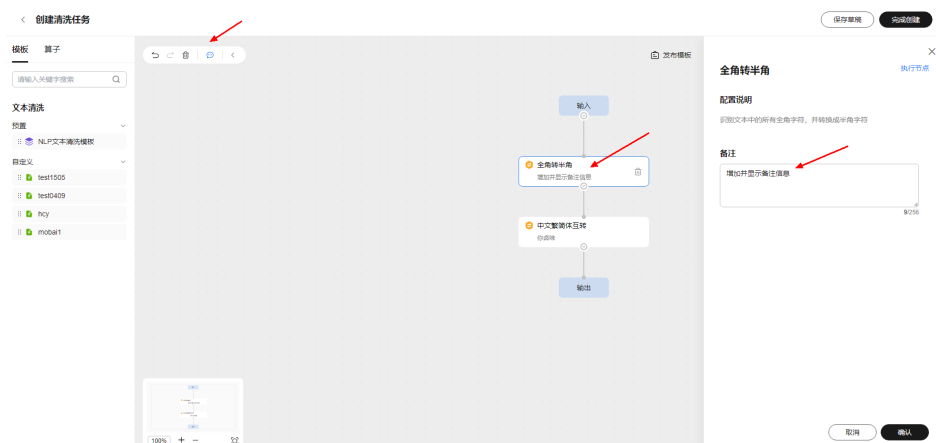 创建清洗任务
保存草稿
完成创建
模板
算子
请输入关键字搜索
文本清洗
预置
NLP文本清洗模板
自定义
test1505
test0409
hcy
mobai1
发布模板
输入
全角转半角
增加并显示备注信息
中文繁简体互转
输出
100%
全角转半角
执行节点
配置说明
识别文本中的所有全角字符，并转换成半角字符
备注
增加并显示备注信息
9/256
取消
确认